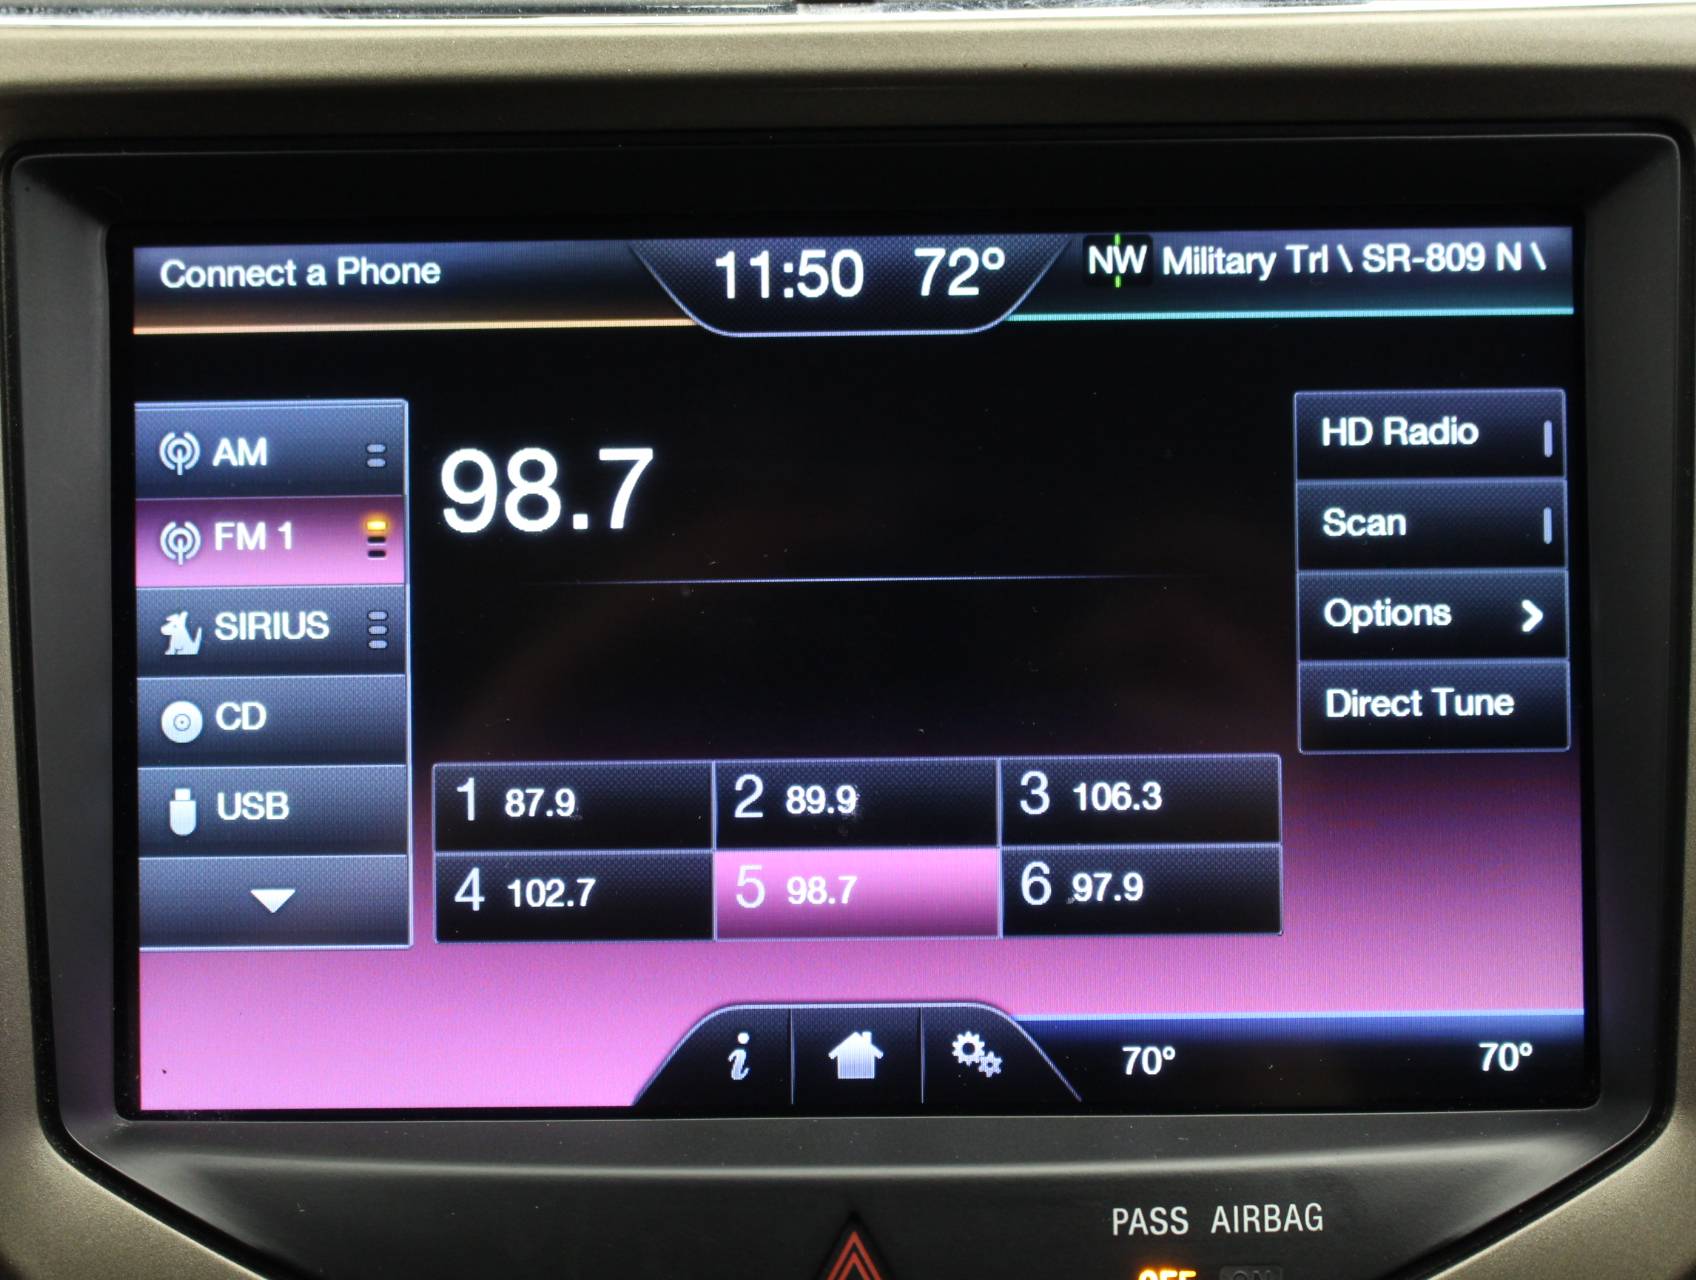 Connect a Phone
11:50 72°
NW Military Trl \ SR-809 N \
AM
FM 1
SIRIUS
CD
USB
98.7
HD Radio
Scan
Options
Direct Tune
1 87.9
2 89.9
3 106.3
4 102.7
5 98.7
6 97.9
i
70° 70°
PASS AIRBAG
OFF ON